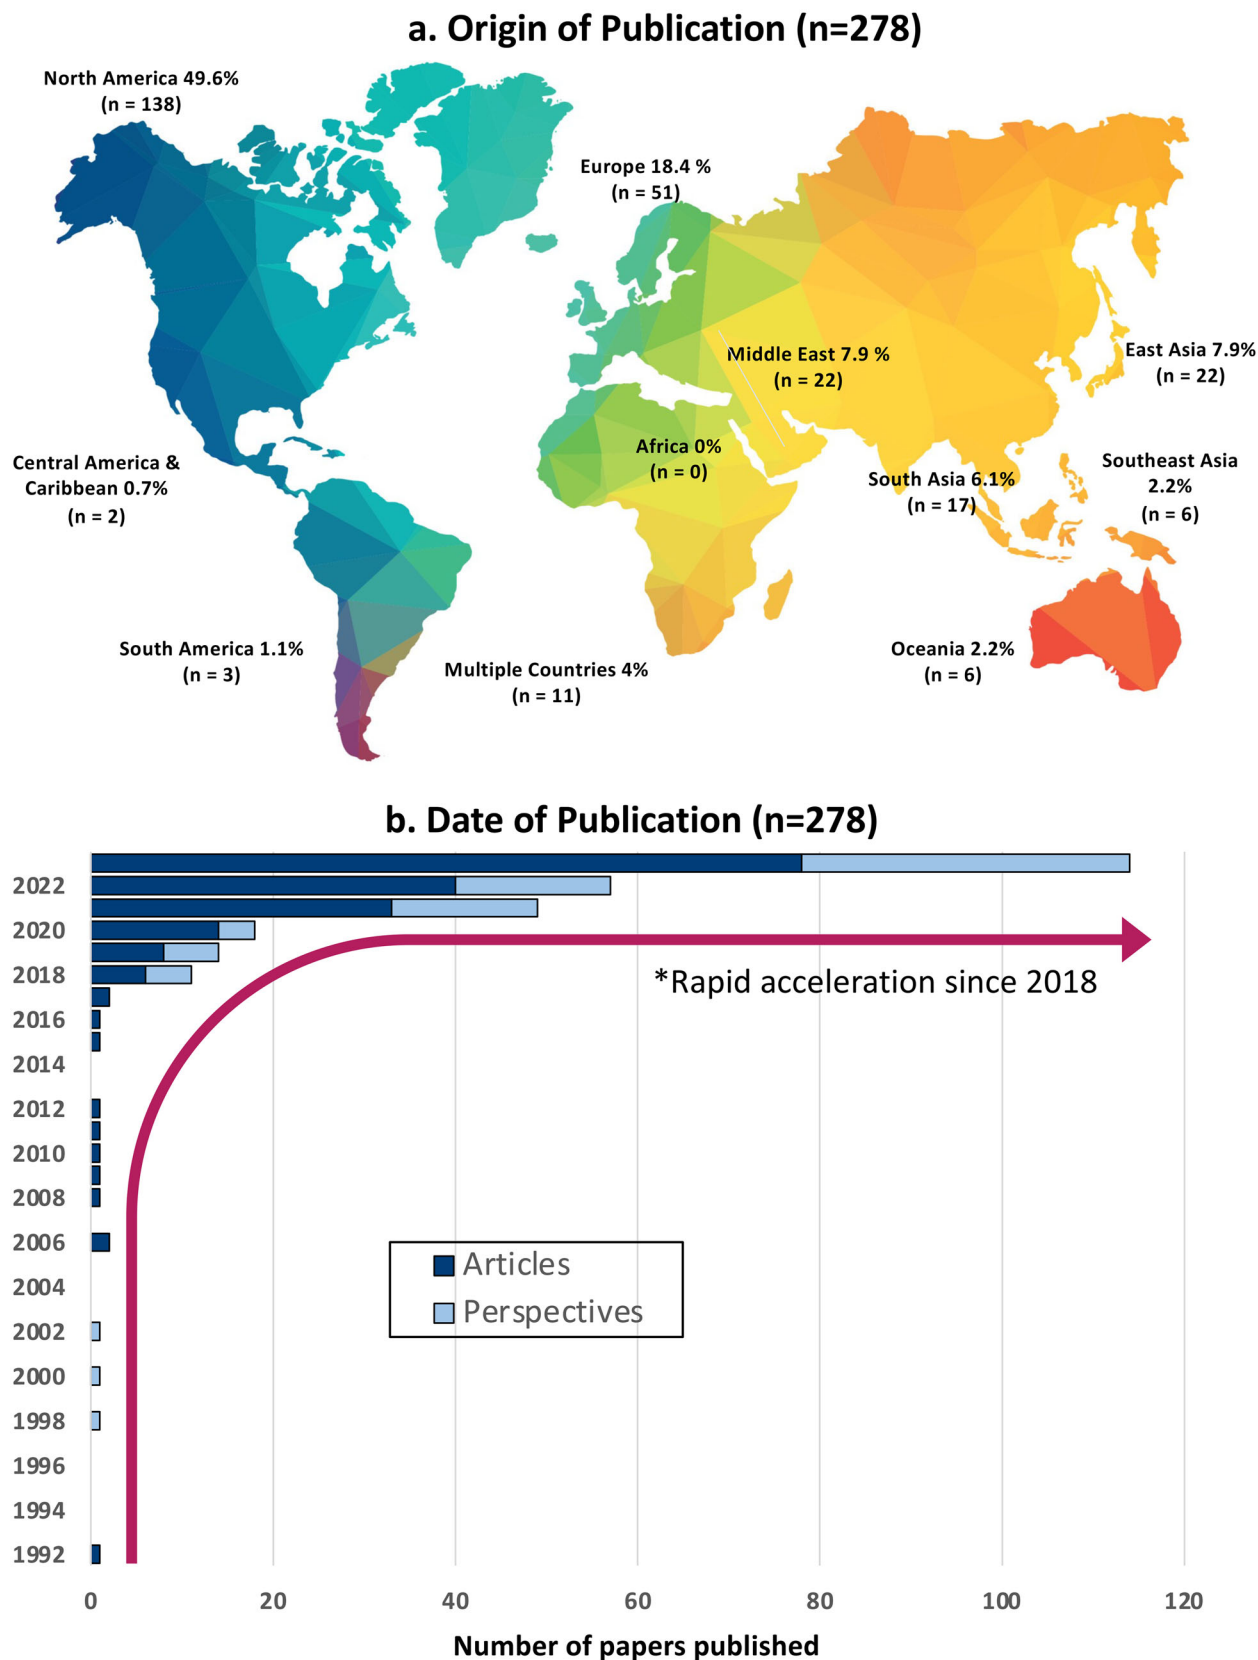 a. Origin of Publication (n=278)
North America 49.6%
(n = 138)
Europe 18.4 %
(n = 51)
Middle East 7.9 %
(n = 22)
East Asia 7.9%
(n = 22)
Africa 0%
(n = 0)
Central America &
Caribbean 0.7%
(n = 2)
South Asia 6.1%
(n = 17)
Southeast Asia
2.2%
(n = 6)
South America 1.1%
(n = 3)
Multiple Countries 4%
(n = 11)
Oceania 2.2%
(n = 6)
b. Date of Publication (n=278)
2022
2020
2018
*Rapid acceleration since 2018
2016
2014
2012
2010
2008
2006
Articles
2004
Perspectives
2002
2000
1998
1996
1994
1992
0 20 40 60 80 100 120
Number of papers published